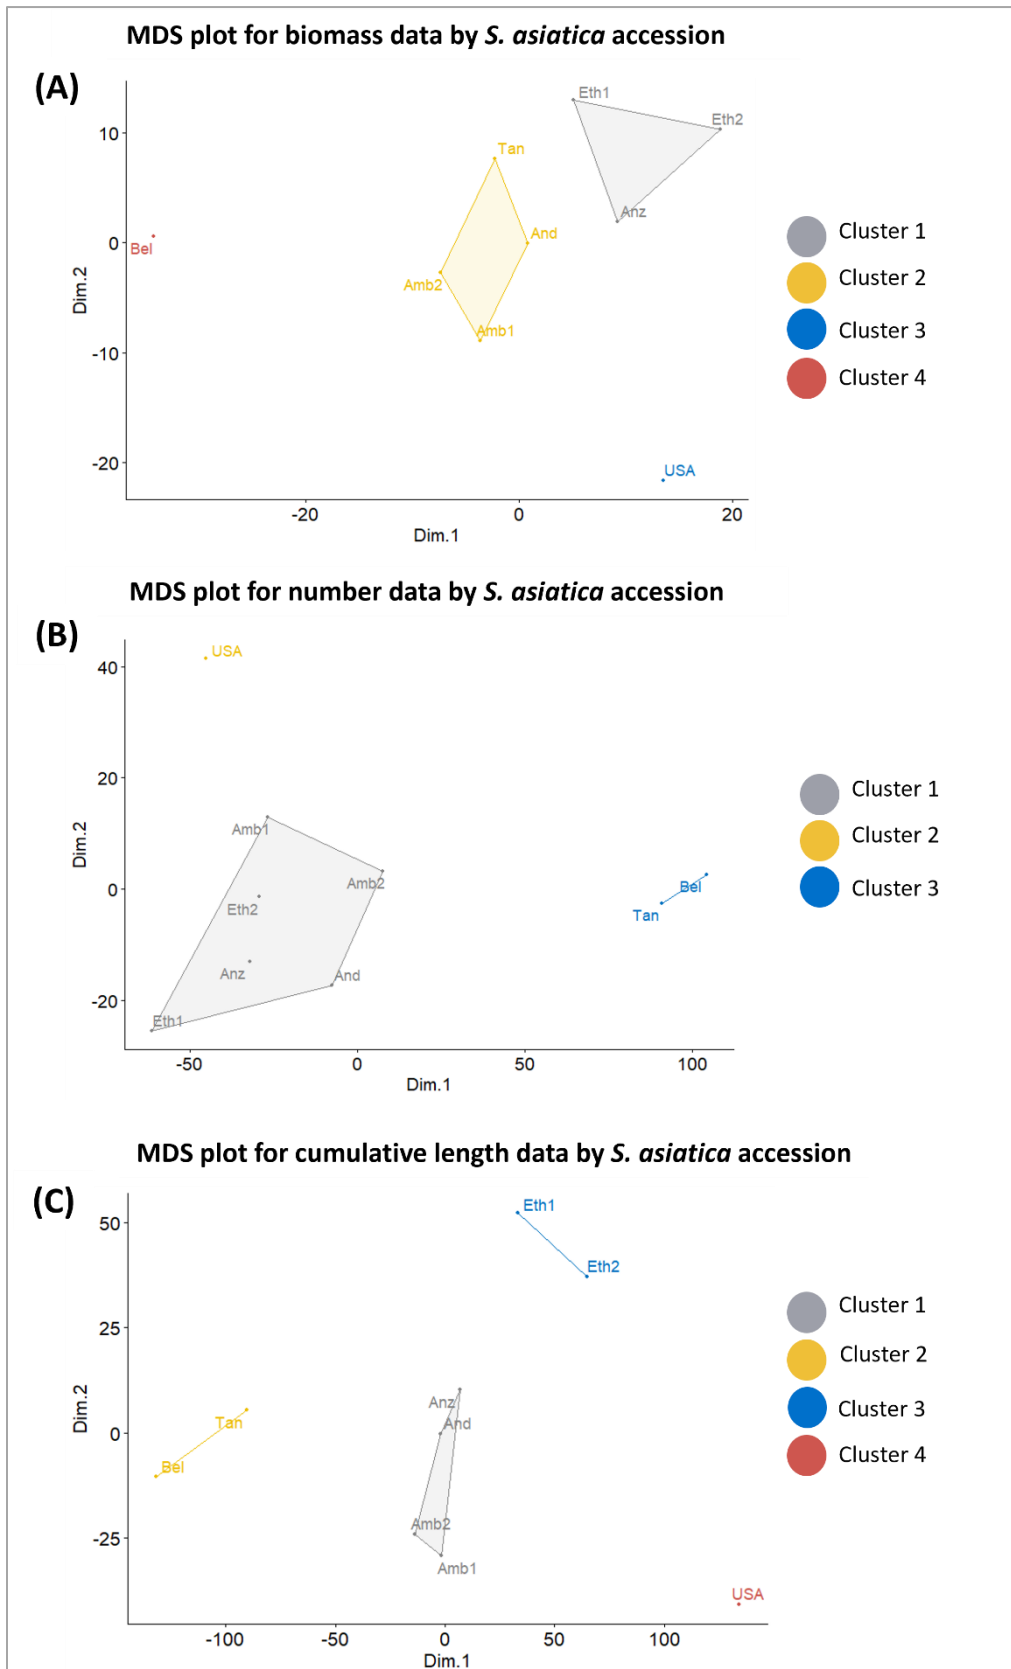 MDS plot for biomass data by S. asiatica accession
(A)
Eth1
Eth2
10
Tan
Anz
And
Cluster 1
0
Bel
Cluster 2
Amb2
Dim.2
Amb1
Cluster 3
-10
Cluster 4
-20
USA
-20 0 20
Dim.1
MDS plot for number data by S. asiatica accession
(B)
USA
40
20
Cluster 1
Amb1
Dim.2
Cluster 2
0
Amb2
Bel
Cluster 3
Eth2
Tan
Anz
And
-20
Eth1
-50 0 50 100
Dim.1
MDS plot for cumulative length data by S. asiatica accession
(C)
Eth1
50
Eth2
Cluster 1
25
Cluster 2
Anz
Dim.2
Cluster 3
Tan
And
0
Cluster 4
Bel
Amb2
-25
Amb1
USA
-100 -50 0 50 100
Dim.1